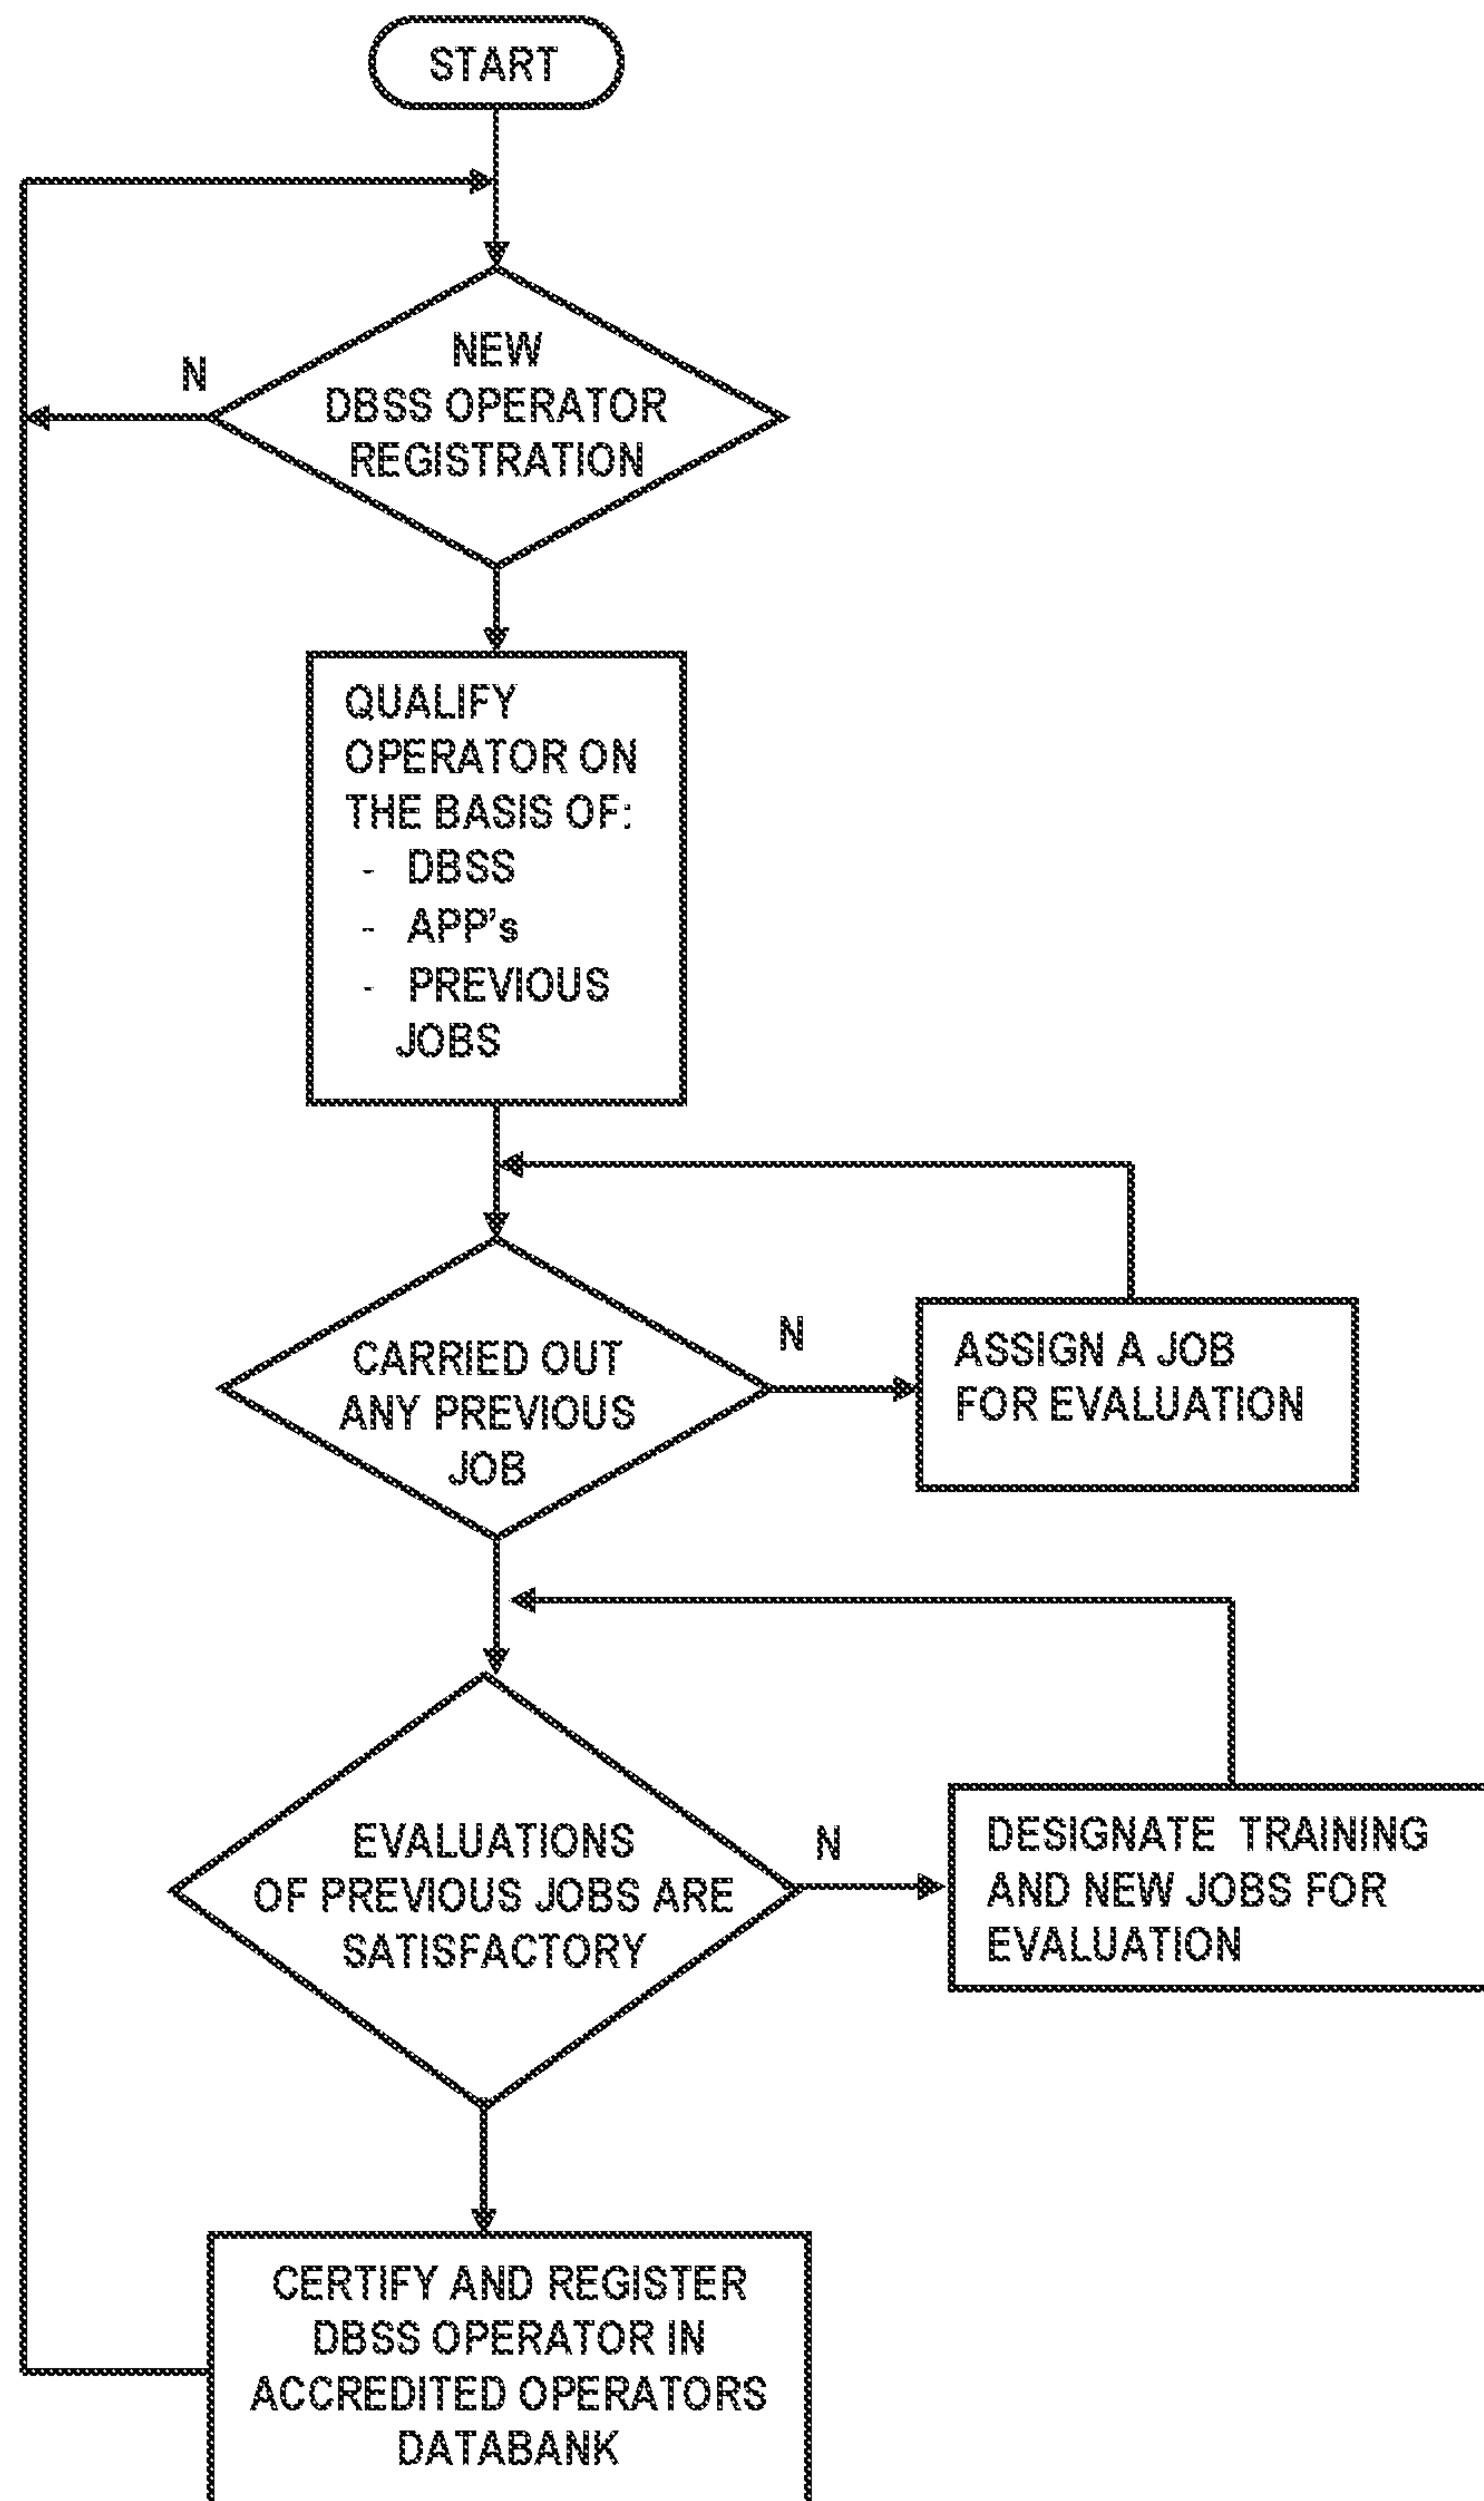 START
N
NEW
DBSS OPERATOR
REGISTRATION
QUALIFY
OPERATOR ON
THE BASIS OF:
- DBSS
- APP's
- PREVIOUS
JOBS
CARRIED OUT
ANY PREVIOUS
JOB
N
ASSIGN A JOB
FOR EVALUATION
EVALUATIONS
OF PREVIOUS JOBS ARE
SATISFACTORY
N
DESIGNATE TRAINING
AND NEW JOBS FOR
EVALUATION
CERTIFY AND REGISTER
DBSS OPERATOR IN
ACCREDITED OPERATORS
DATABANK